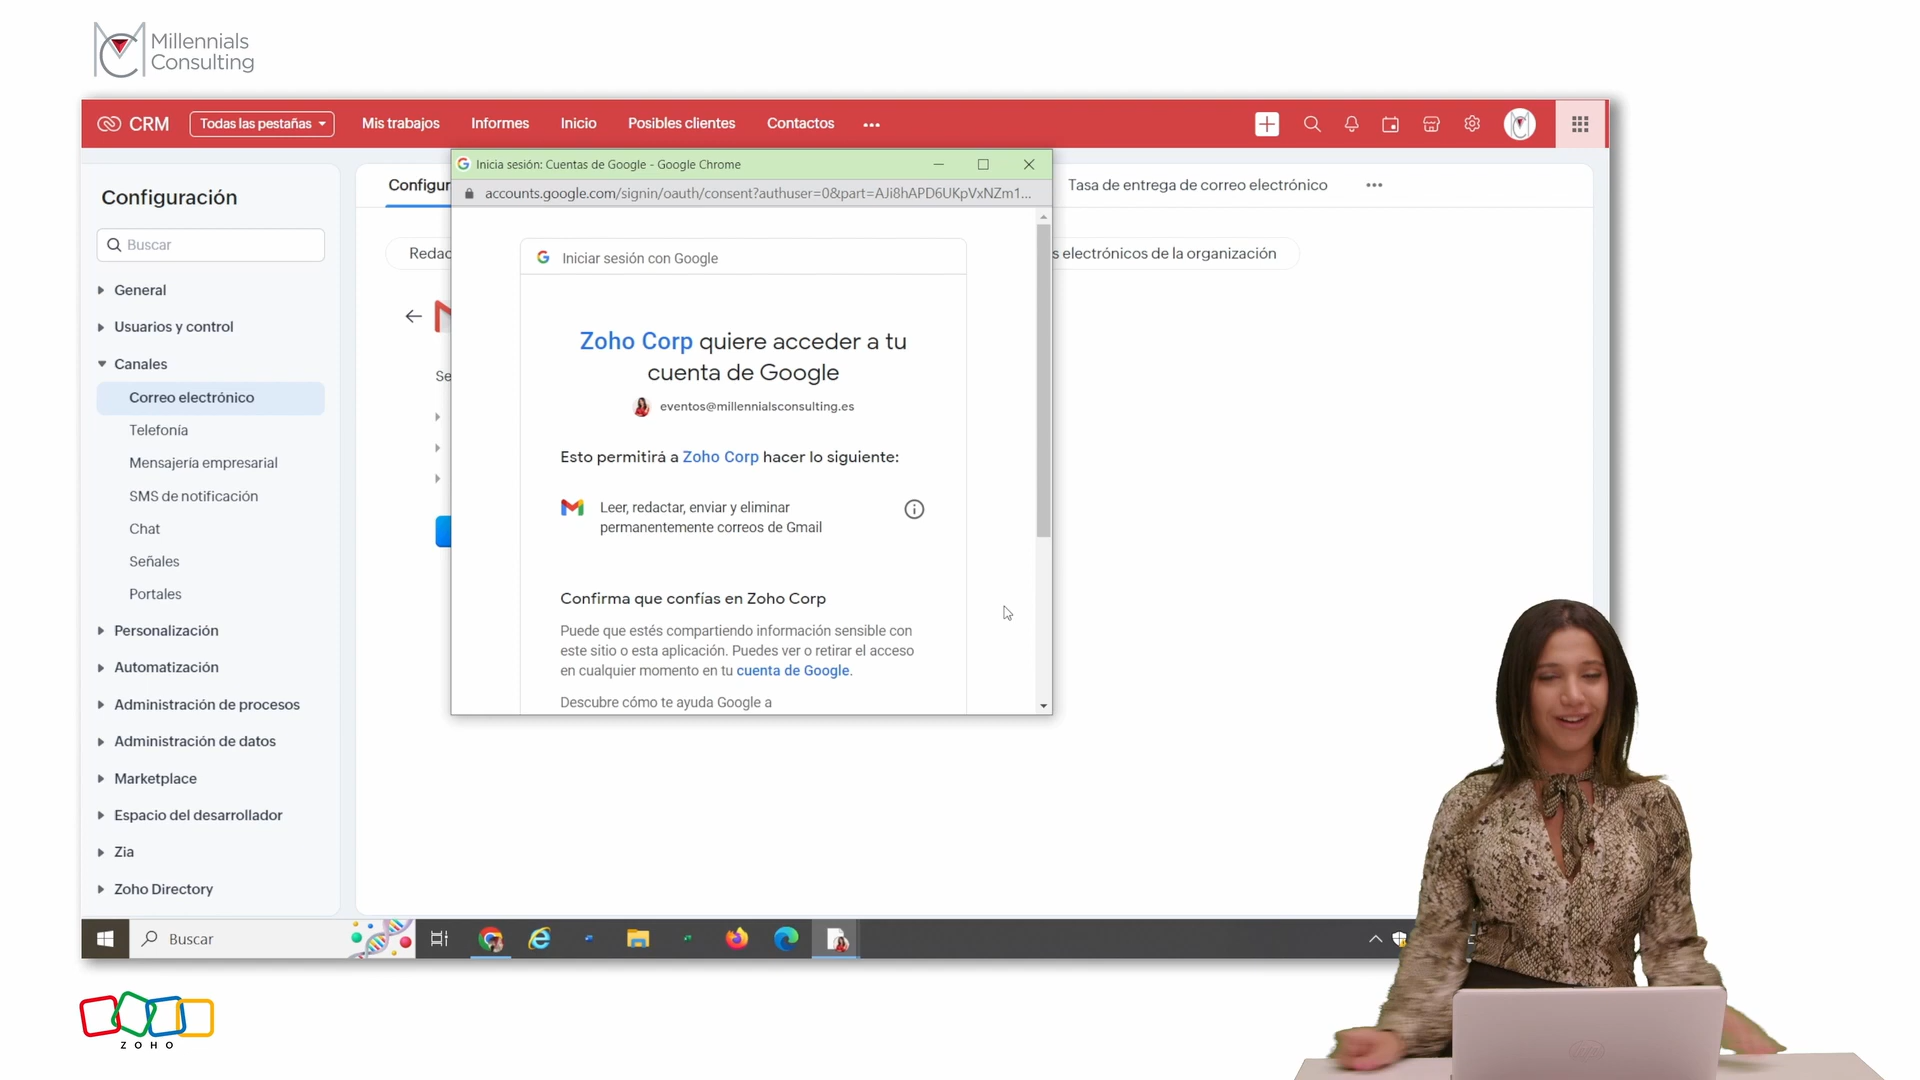 Millennials
Consulting
CRM
Todas las pestañas
Mis trabajos
Informes
Inicio
Posibles clientes
Contactos
Inicia sesión: Cuentas de Google - Google Chrome
accounts.google.com/signin/oauth/consent?authuser=0&part=AJi8hAPD6UKpVxNZm1...
Configuración
Buscar
General
Usuarios y control
Canales
Correo electrónico
Telefonía
Mensajería empresarial
SMS de notificación
Chat
Señales
Portales
Personalización
Automatización
Administración de procesos
Administración de datos
Marketplace
Espacio del desarrollador
Zia
Zoho Directory
Configur
Tasa de entrega de correo electrónico
Redac
s electrónicos de la organización
Se
Iniciar sesión con Google
Zoho Corp quiere acceder a tu
cuenta de Google
eventos@millennialsconsulting.es
Esto permitirá a Zoho Corp hacer lo siguiente:
Leer, redactar, enviar y eliminar
permanentemente correos de Gmail
Confirma que confías en Zoho Corp
Puede que estés compartiendo información sensible con
este sitio o esta aplicación. Puedes ver o retirar el acceso
en cualquier momento en tu cuenta de Google.
Descubre cómo te ayuda Google a
Buscar
ZOHO
hp